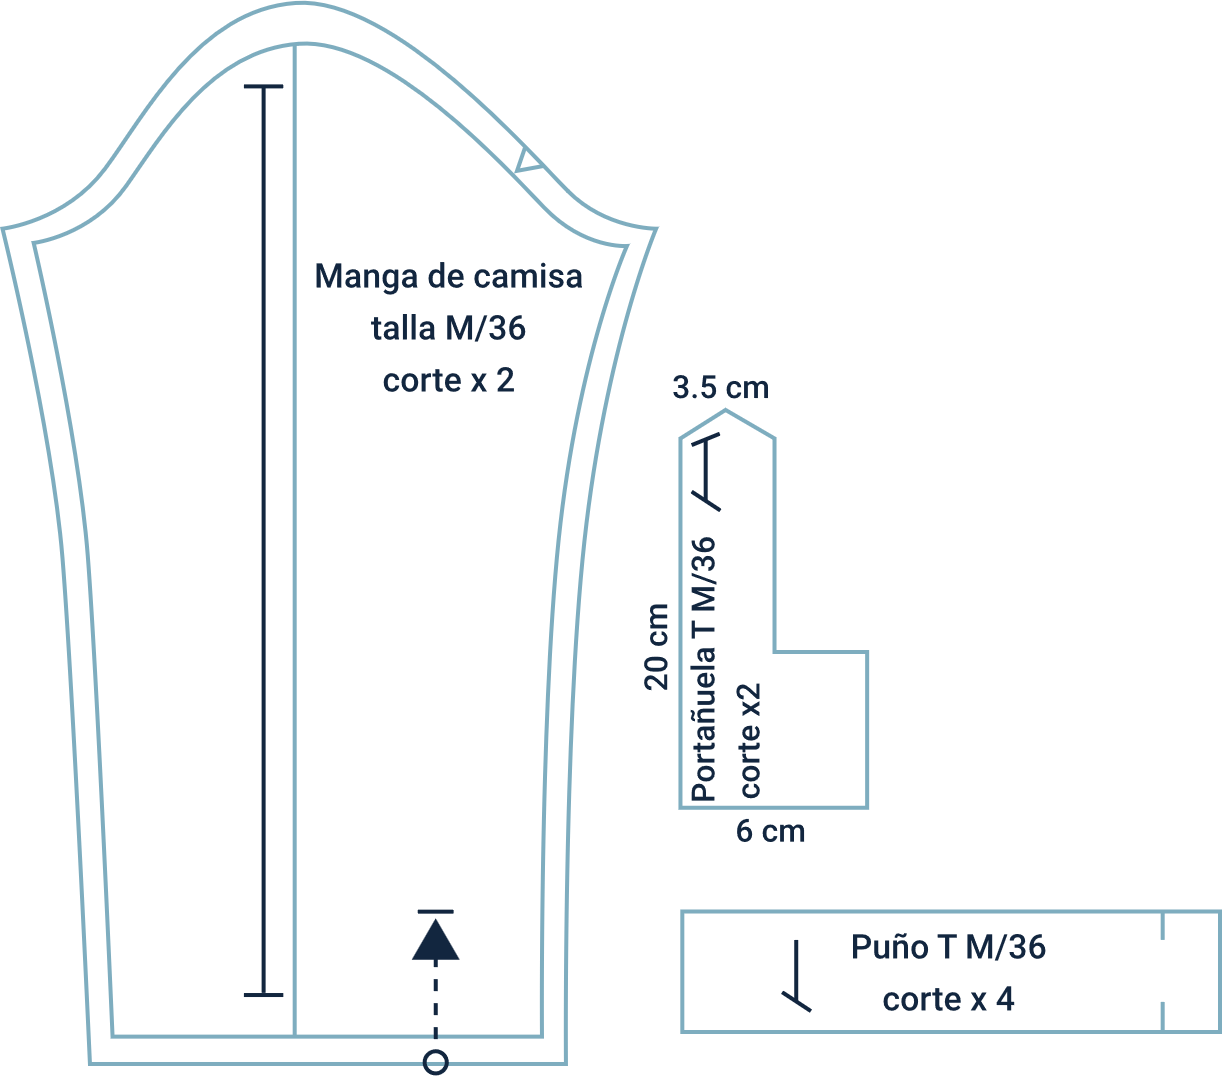 Manga de camisa
talla M/36
corte x 2
3.5 cm
20 cm
Portañuela T M/36
corte x2
6 cm
Puño T M/36
corte x 4